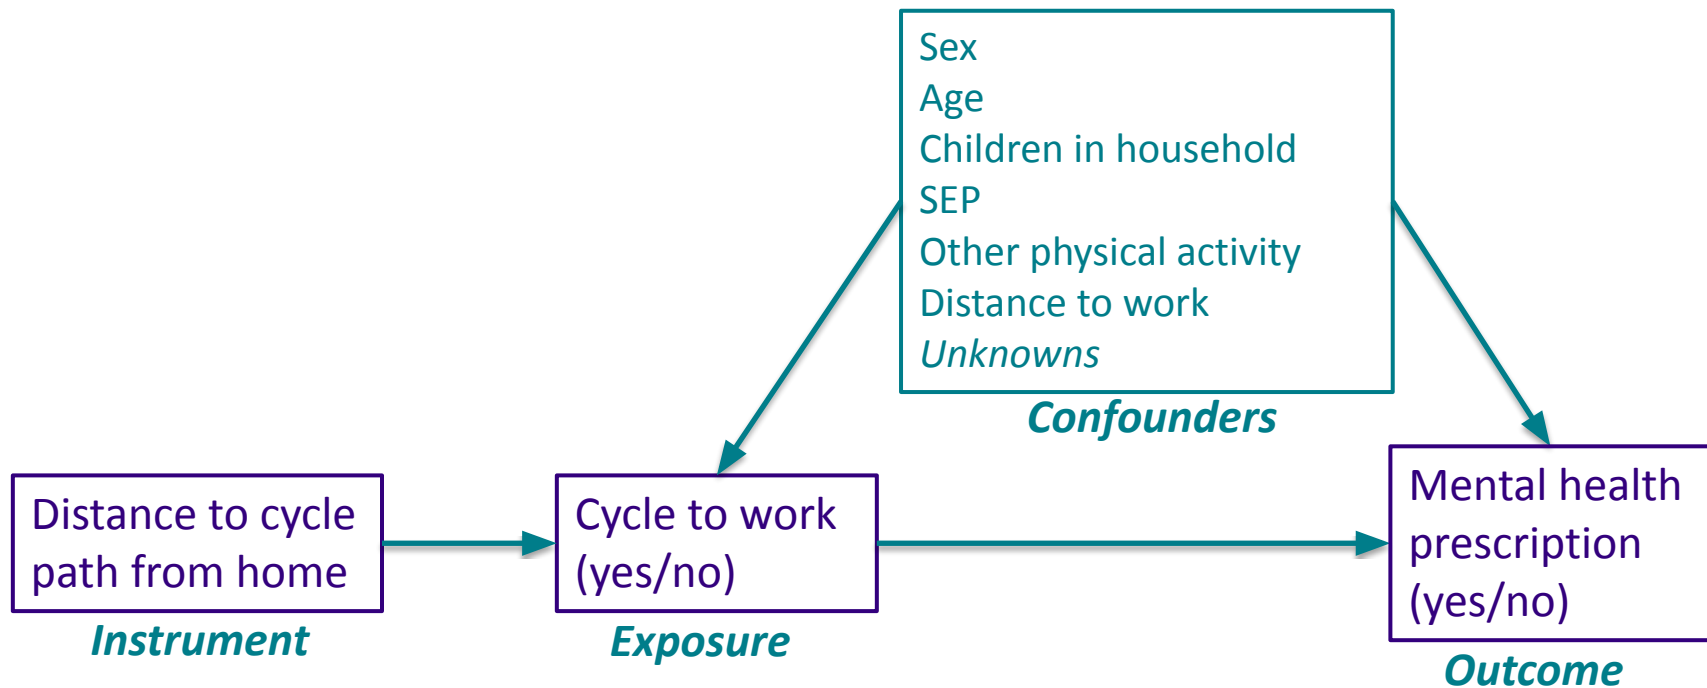 Sex
Age
Children in household
SEP
Other physical activity
Distance to work
Unknowns
Confounders
Distance to cycle
path from home
Instrument
Cycle to work
(yes/no)
Exposure
Mental health
prescription
(yes/no)
Outcome